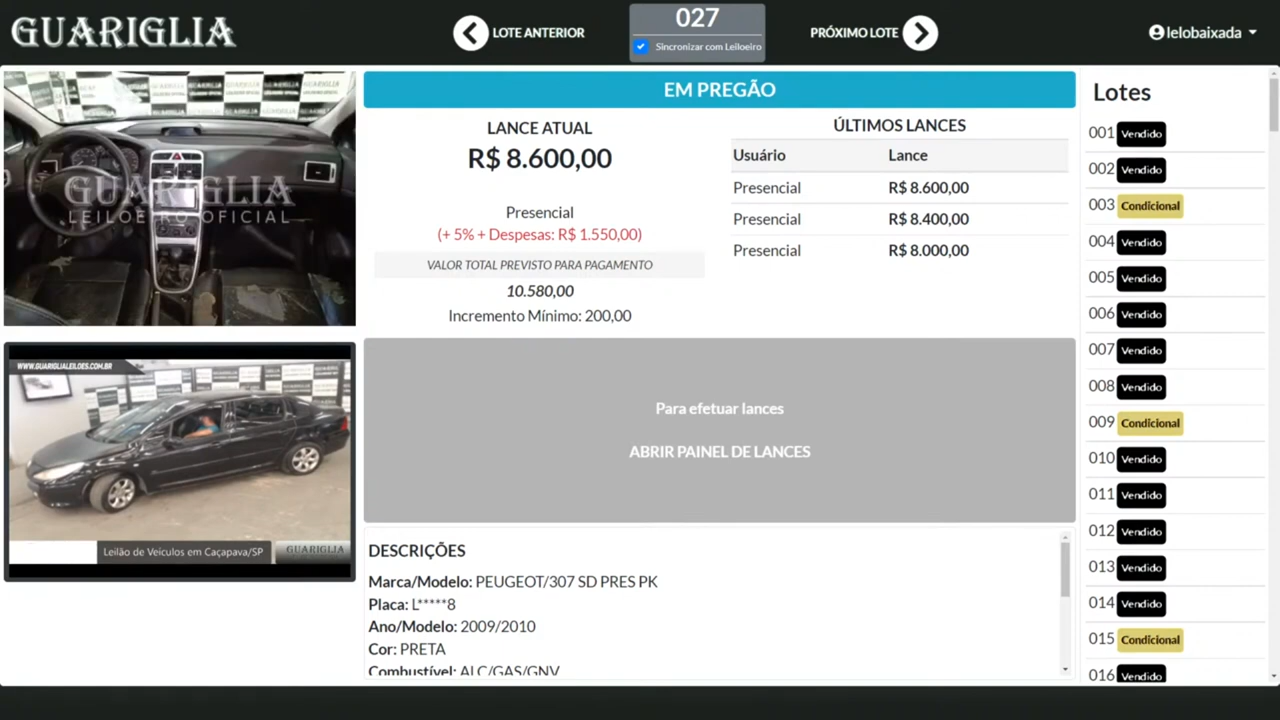 GUARIGLIA
LOTE ANTERIOR
027
Sincronizar com Leiloeiro
PRÓXIMO LOTE
lelobaixada
GUARIGLIA
LEILOEIRO OFICIAL
WWW.GUARIGLIALEILOES.COM.BR
Leilão de Veículos em Caçapava/SP
GUARIGLIA
EM PREGÃO
LANCE ATUAL
R$ 8.600,00
Presencial
(+ 5% + Despesas: R$ 1.550,00)
VALOR TOTAL PREVISTO PARA PAGAMENTO
10.580,00
Incremento Mínimo: 200,00
ÚLTIMOS LANCES
Usuário Lance
Presencial R$ 8.600,00
Presencial R$ 8.400,00
Presencial R$ 8.000,00
Para efetuar lances
ABRIR PAINEL DE LANCES
DESCRIÇÕES
Marca/Modelo: PEUGEOT/307 SD PRES PK
Placa: L*****8
Ano/Modelo: 2009/2010
Cor: PRETA
Combustível: ALC/GAS/GNV
Lotes
001 Vendido
002 Vendido
003 Condicional
004 Vendido
005 Vendido
006 Vendido
007 Vendido
008 Vendido
009 Condicional
010 Vendido
011 Vendido
012 Vendido
013 Vendido
014 Vendido
015 Condicional
016 Vendido